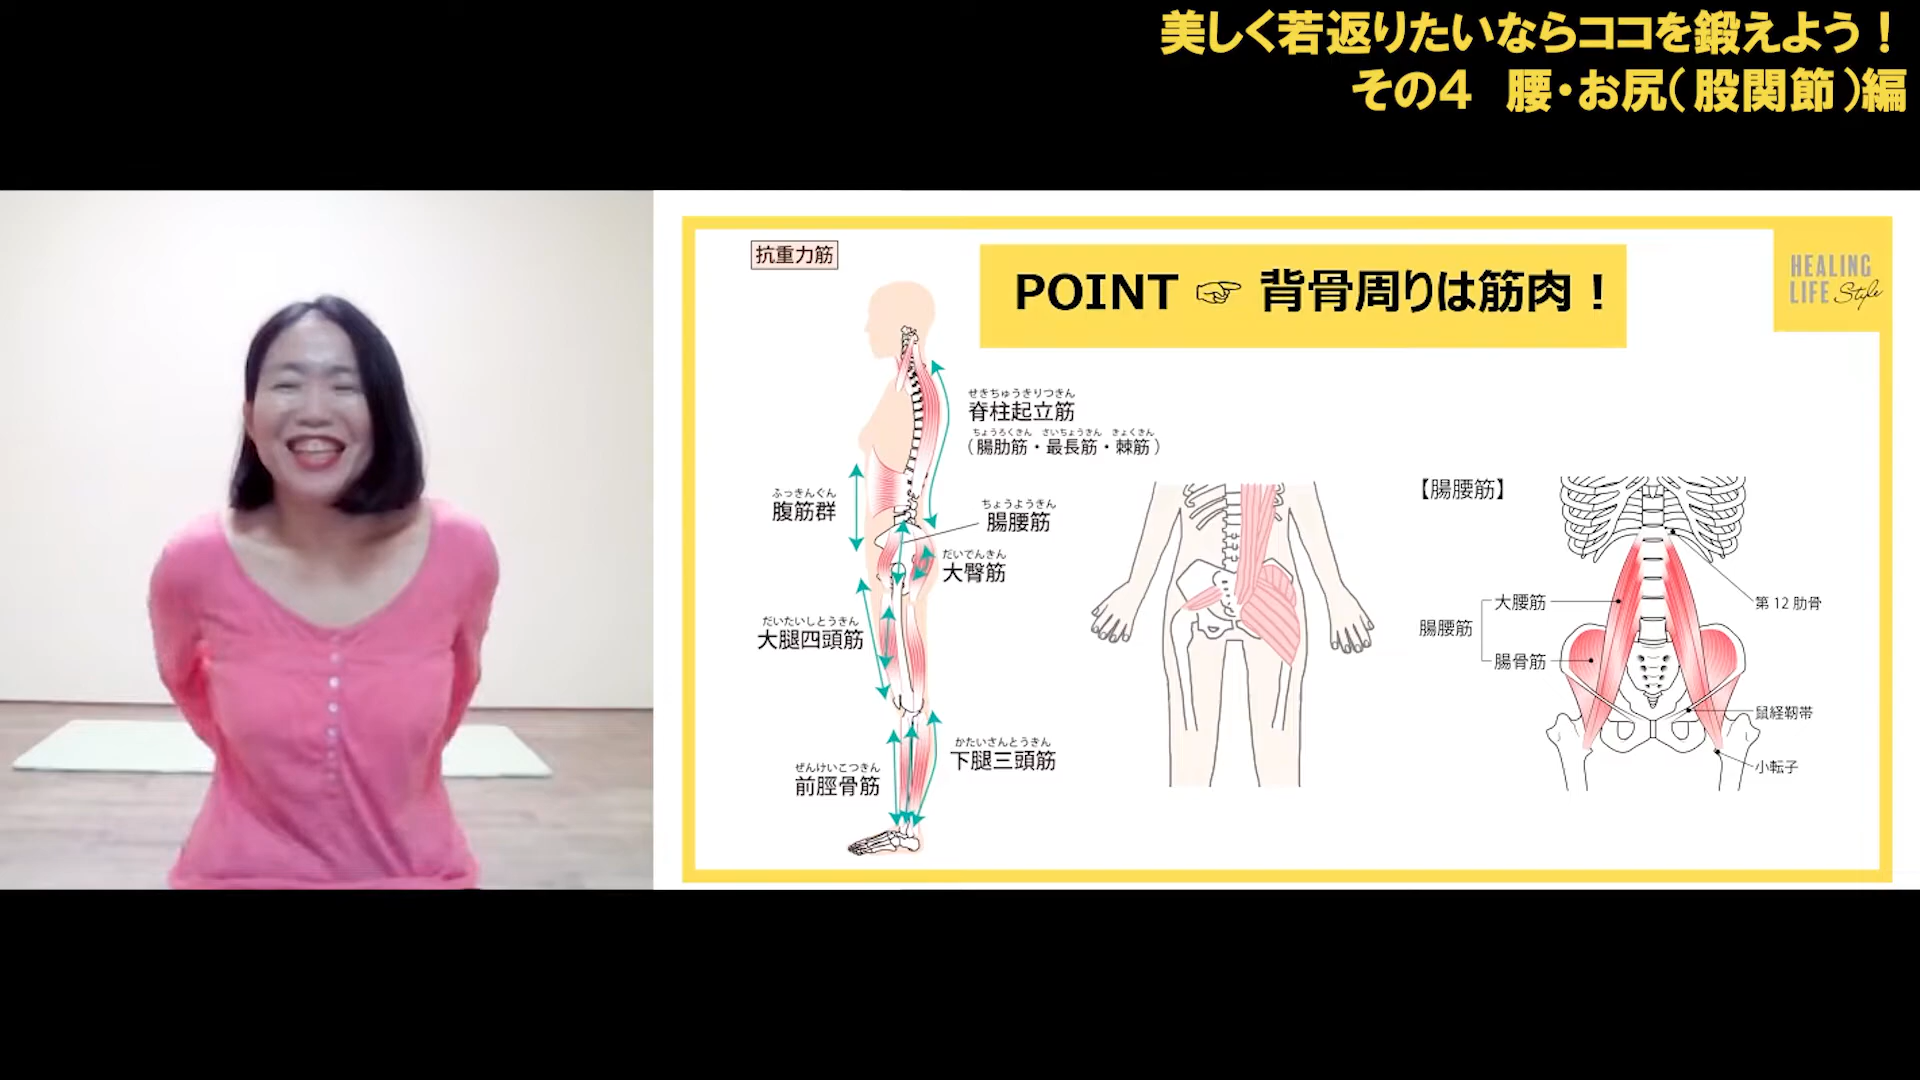 美しく若返りたいならココを鍛えよう！
その４　腰・お尻（股関節）編
抗重力筋
POINT ☞ 背骨周りは筋肉！
HEALING
LIFE Style
せきちゅうきりつきん
脊柱起立筋
ちょうろくきん　さいちょうきん　きょくきん
（腸肋筋・最長筋・棘筋）
ふっきんぐん
腹筋群
ちょうようきん
腸腰筋
だいでんきん
大臀筋
だいたいしとうきん
大腿四頭筋
かたいさんとうきん
下腿三頭筋
ぜんけいこつきん
前脛骨筋
【腸腰筋】
大腰筋
腸腰筋
腸骨筋
第 12 肋骨
鼠経靭帯
小転子